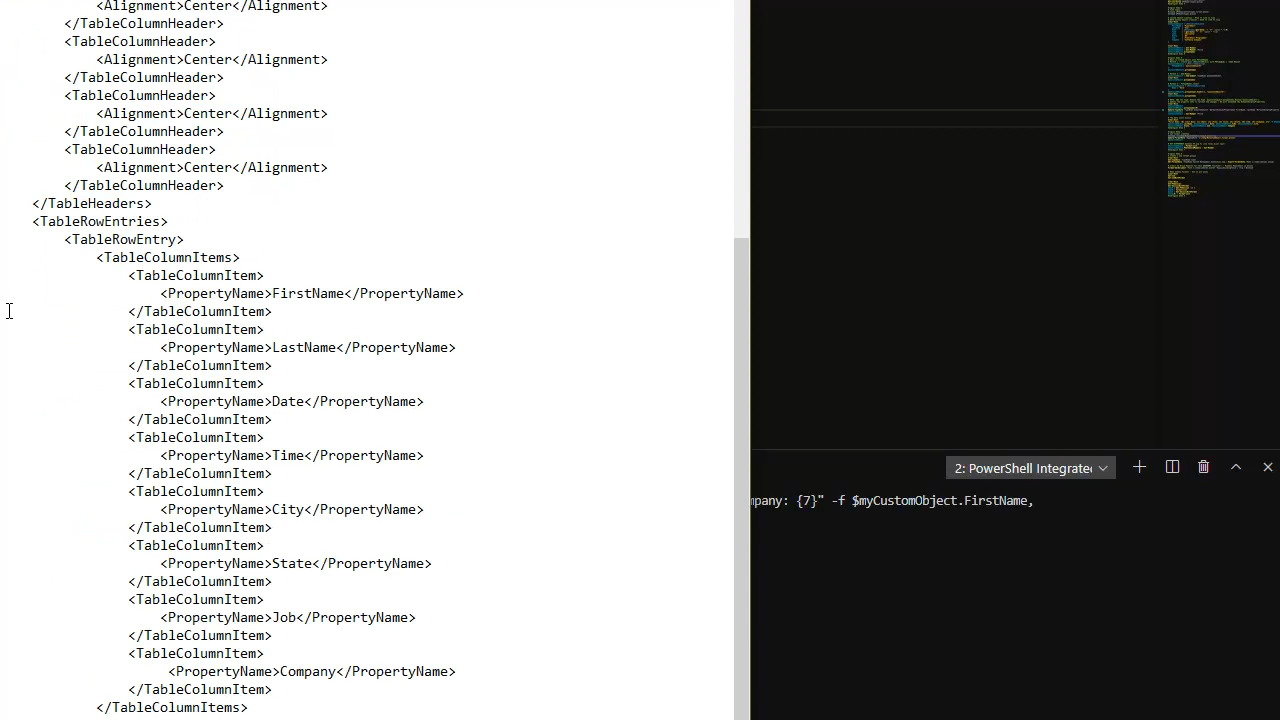 <Alignment>Center</Alignment>
</TableColumnHeader>
<TableColumnHeader>
<Alignment>Center</Alignment>
</TableColumnHeader>
<TableColumnHeader>
<Alignment>Center</Alignment>
</TableColumnHeader>
<TableColumnHeader>
<Alignment>Center</Alignment>
</TableColumnHeader>
</TableHeaders>
<TableRowEntries>
<TableRowEntry>
<TableColumnItems>
<TableColumnItem>
<PropertyName>FirstName</PropertyName>
</TableColumnItem>
<TableColumnItem>
<PropertyName>LastName</PropertyName>
</TableColumnItem>
<TableColumnItem>
<PropertyName>Date</PropertyName>
</TableColumnItem>
<TableColumnItem>
<PropertyName>Time</PropertyName>
</TableColumnItem>
<TableColumnItem>
<PropertyName>City</PropertyName>
</TableColumnItem>
<TableColumnItem>
<PropertyName>State</PropertyName>
</TableColumnItem>
<TableColumnItem>
<PropertyName>Job</PropertyName>
</TableColumnItem>
<TableColumnItem>
<PropertyName>Company</PropertyName>
</TableColumnItem>
</TableColumnItems>
2: PowerShell Integrate
mpany: {7}" -f $myCustomObject.FirstName,